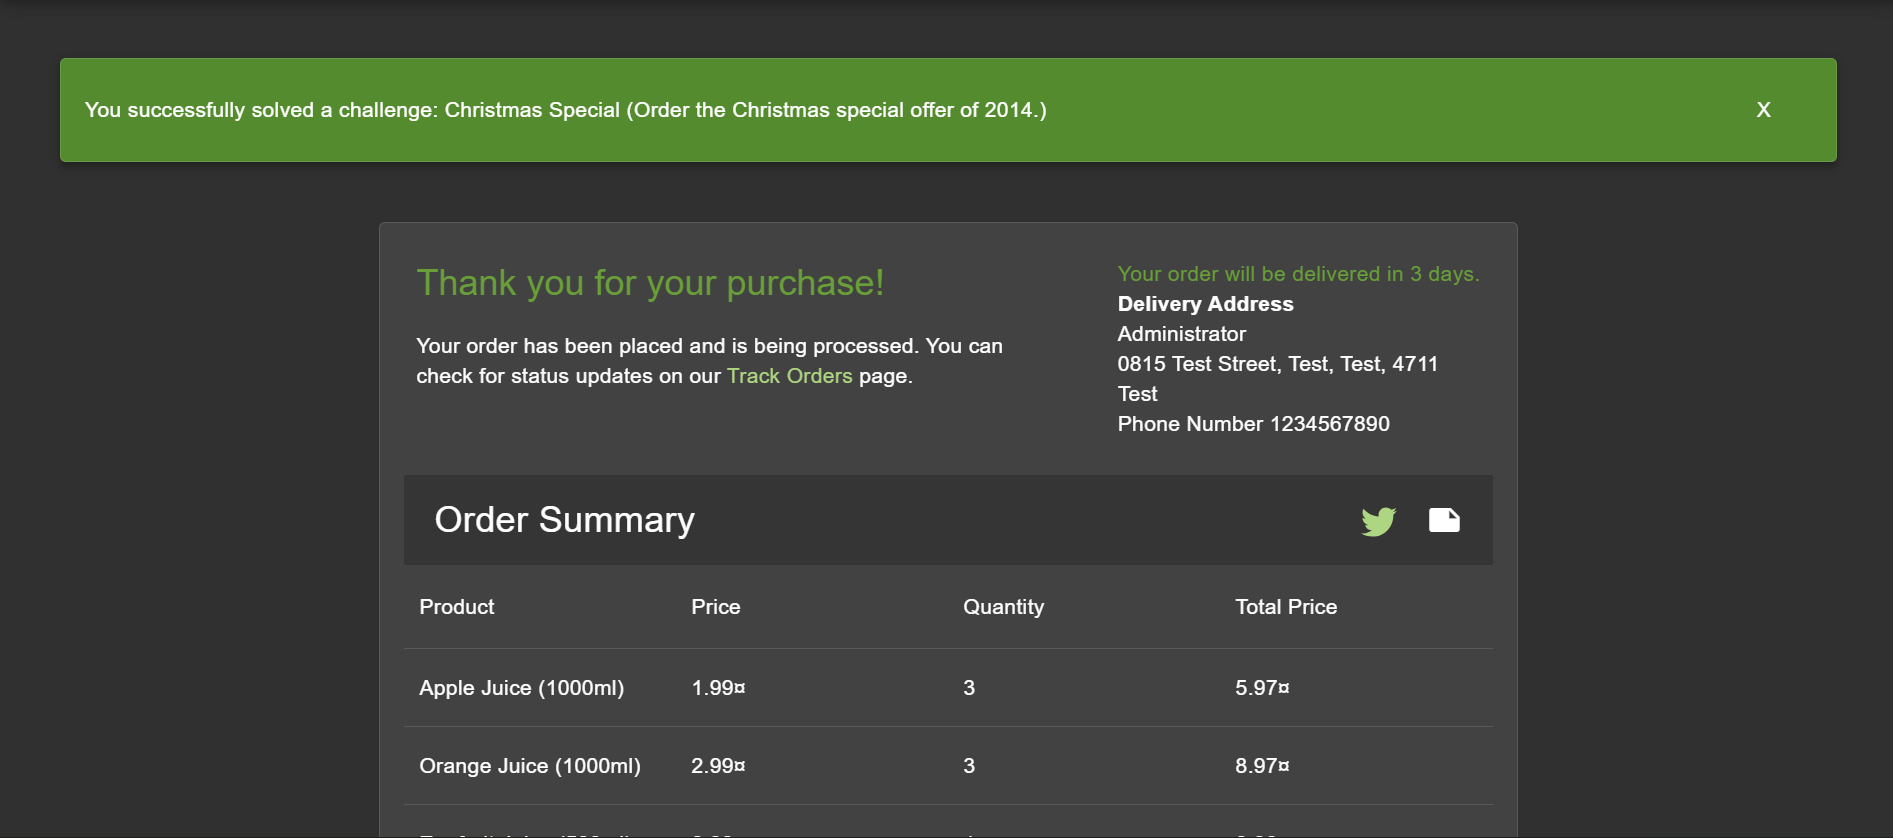 You successfully solved a challenge: Christmas Special (Order the Christmas special offer of 2014.) X
Thank you for your purchase!
Your order has been placed and is being processed. You can
check for status updates on our Track Orders page.
Your order will be delivered in 3 days.
Delivery Address
Administrator
0815 Test Street, Test, Test, 4711
Test
Phone Number 1234567890
Order Summary
Product Price Quantity Total Price
Apple Juice (1000ml) 1.99¤ 3 5.97¤
Orange Juice (1000ml) 2.99¤ 3 8.97¤